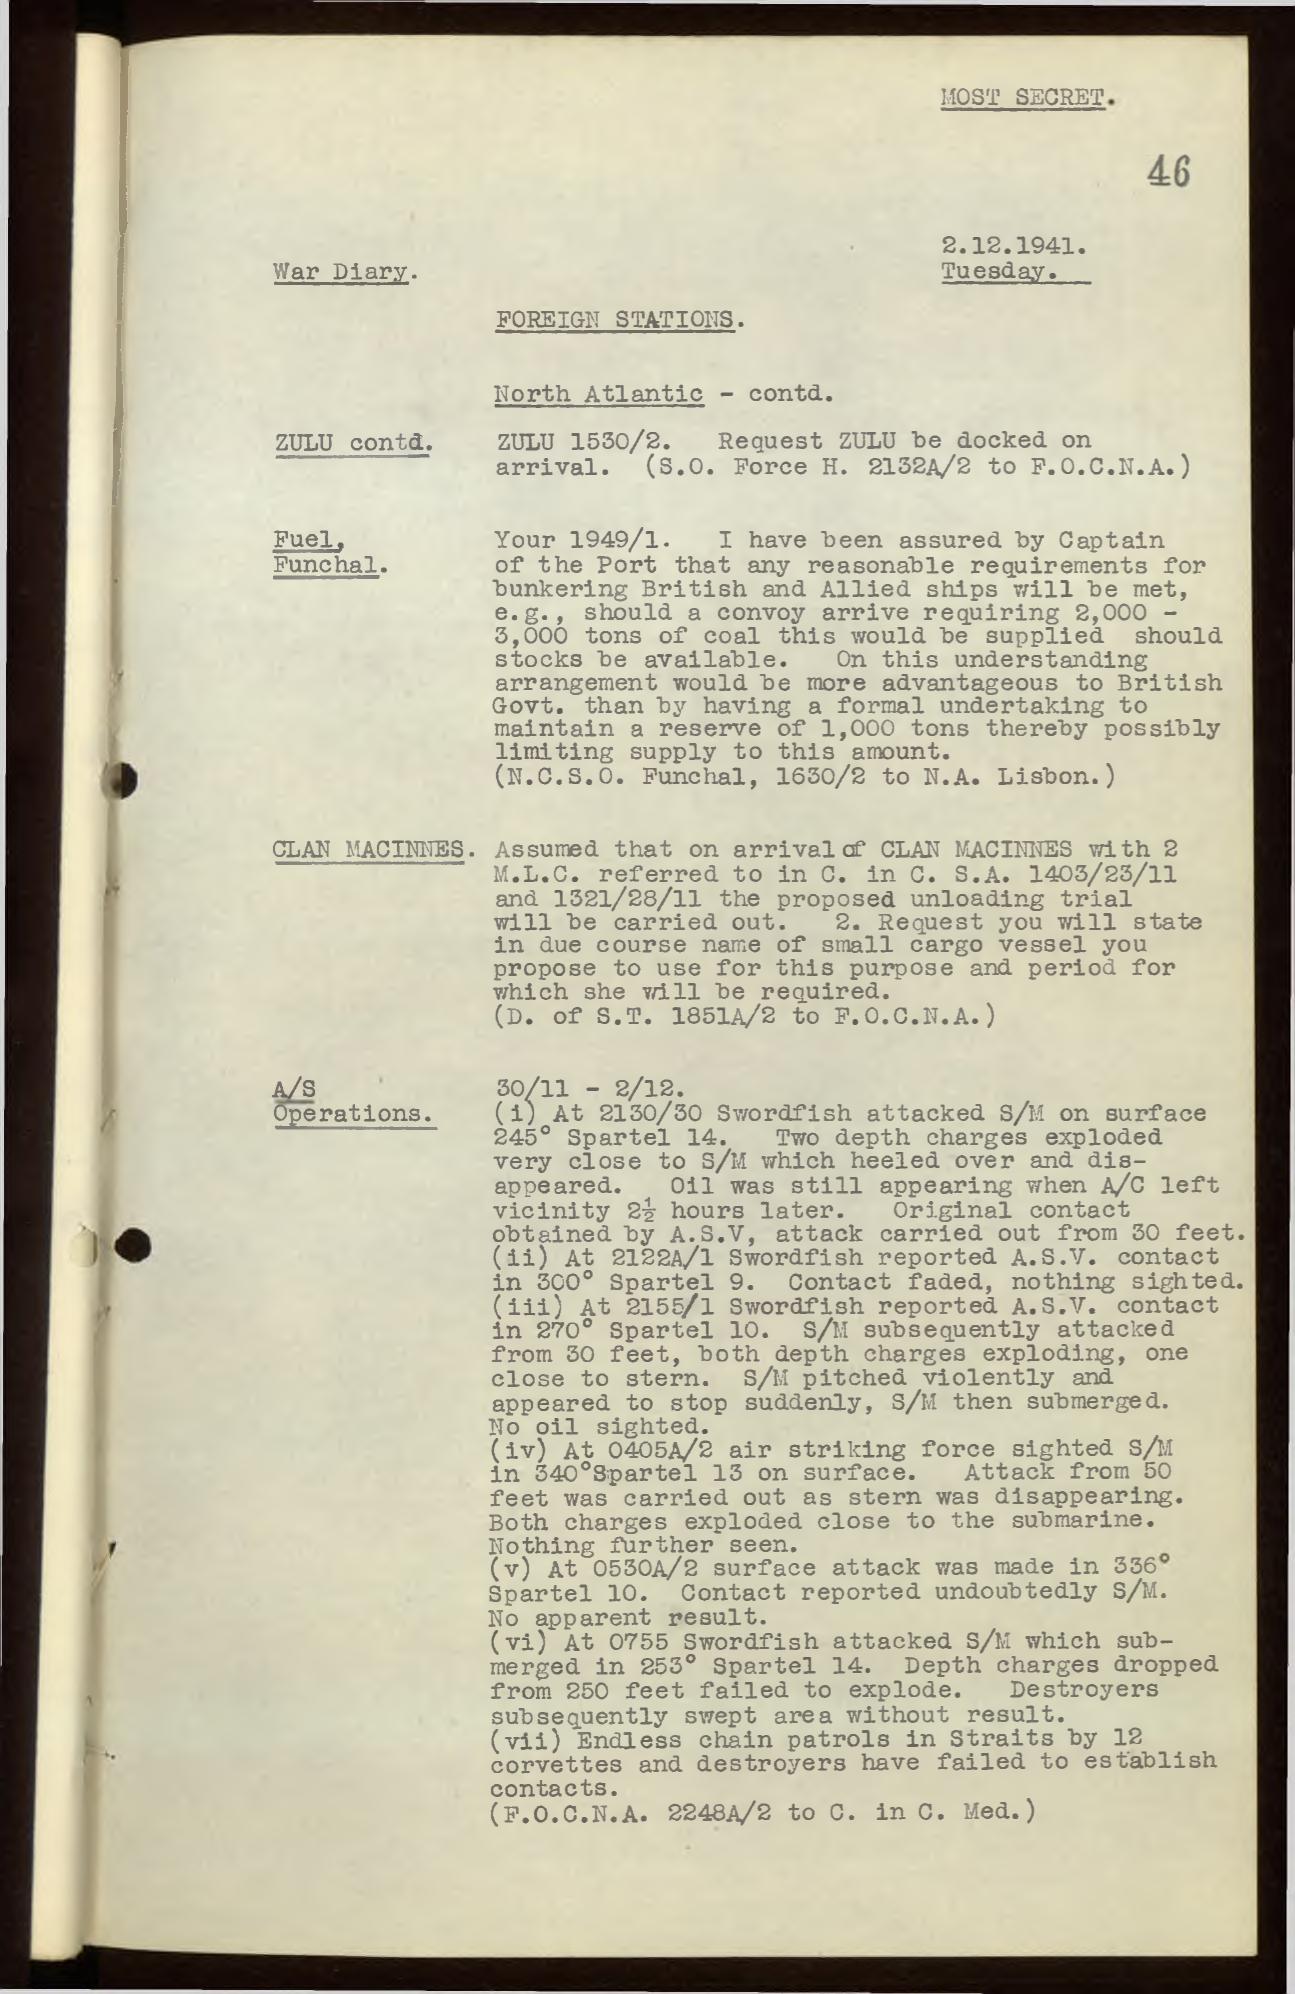 MOST SECRET.
46
2.12.1941.
War Diary.
Tuesday.
FOREIGN STATIONS.
North Atlantic - contd.
ZULU contd.
ZULU 1530/2. Request ZULU be docked on
arrival. (S.O. Force H. 2132A/2 to F.O.C.N.A.)
Fuel,
Funchal.
Your 1949/1. I have been assured by Captain
of the Port that any reasonable requirements for
bunkering British and Allied ships will be met,
e.g., should a convoy arrive requiring 2,000 -
3,000 tons of coal this would be supplied should
stocks be available. On this understanding
arrangement would be more advantageous to British
Govt. than by having a formal undertaking to
maintain a reserve of 1,000 tons thereby possibly
limiting supply to this amount.
(N.C.S.O. Funchal, 1630/2 to N.A. Lisbon.)
CLAN MACINNES.
Assumed that on arrival of CLAN MACINNES with 2
M.L.C. referred to in C. in C. S.A. 1403/23/11
and 1321/28/11 the proposed unloading trial
will be carried out. 2. Request you will state
in due course name of small cargo vessel you
propose to use for this purpose and period for
which she will be required.
(D. of S.T. 1851A/2 to F.O.C.N.A.)
A/S
Operations.
30/11 - 2/12.
(i) At 2130/30 Swordfish attacked S/M on surface
245° Spartel 14. Two depth charges exploded
very close to S/M which heeled over and dis-
appeared. Oil was still appearing when A/C left
vicinity 2½ hours later. Original contact
obtained by A.S.V, attack carried out from 30 feet.
(ii) At 2122A/1 Swordfish reported A.S.V. contact
in 300° Spartel 9. Contact faded, nothing sighted.
(iii) At 2155/1 Swordfish reported A.S.V. contact
in 270° Spartel 10. S/M subsequently attacked
from 30 feet, both depth charges exploding, one
close to stern. S/M pitched violently and
appeared to stop suddenly, S/M then submerged.
No oil sighted.
(iv) At 0405A/2 air striking force sighted S/M
in 340°Spartel 13 on surface. Attack from 50
feet was carried out as stern was disappearing.
Both charges exploded close to the submarine.
Nothing further seen.
(v) At 0530A/2 surface attack was made in 336°
Spartel 10. Contact reported undoubtedly S/M.
No apparent result.
(vi) At 0755 Swordfish attacked S/M which sub-
merged in 253° Spartel 14. Depth charges dropped
from 250 feet failed to explode. Destroyers
subsequently swept area without result.
(vii) Endless chain patrols in Straits by 12
corvettes and destroyers have failed to establish
contacts.
(F.O.C.N.A. 2248A/2 to C. in C. Med.)